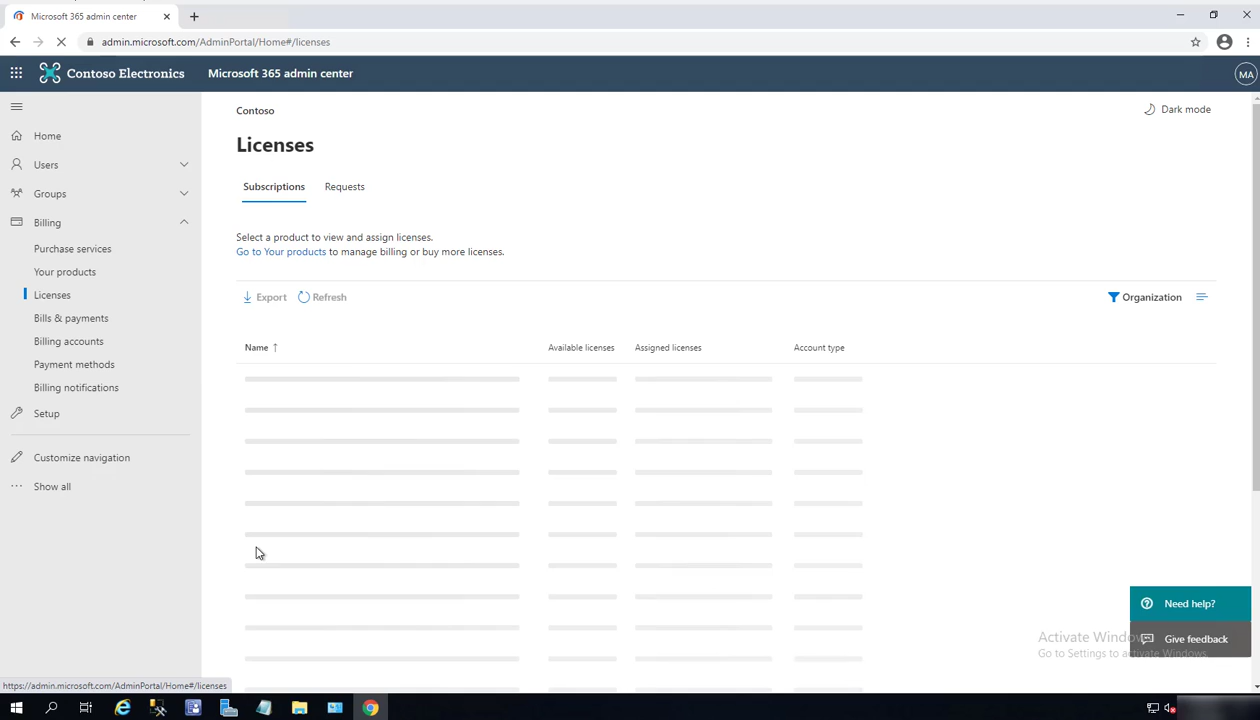 Microsoft 365 admin center
admin.microsoft.com/AdminPortal/Home#/licenses
Contoso Electronics
Microsoft 365 admin center
MA
Home
Users
Groups
Billing
Purchase services
Your products
Licenses
Bills & payments
Billing accounts
Payment methods
Billing notifications
Setup
Customize navigation
Show all
Contoso
Dark mode
Licenses
Subscriptions
Requests
Select a product to view and assign licenses.
Go to Your products to manage billing or buy more licenses.
Export
Refresh
Organization
Name ↑
Available licenses
Assigned licenses
Account type
Need help?
Give feedback
Activate Windows
Go to Settings to activate Windows.
https://admin.microsoft.com/AdminPortal/Home#/licenses